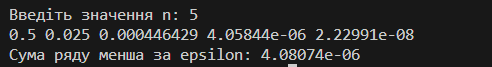 Введіть значення n: 5
0.5 0.025 0.000446429 4.05844e-06 2.22991e-08
Сума ряду менша за epsilon: 4.08074e-06